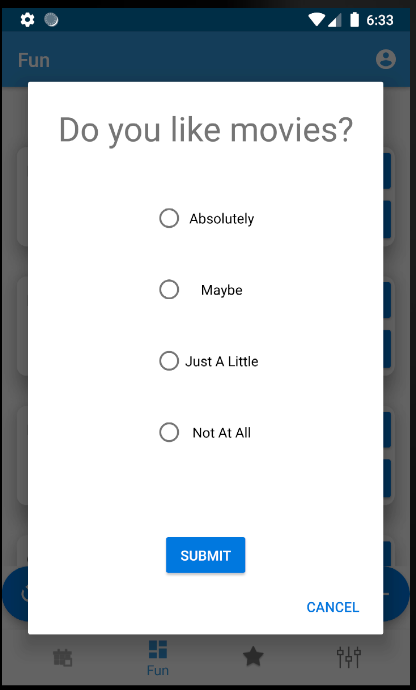 6:33
Fun
Do you like movies?
Absolutely
Maybe
Just A Little
Not At All
SUBMIT
CANCEL
Fun